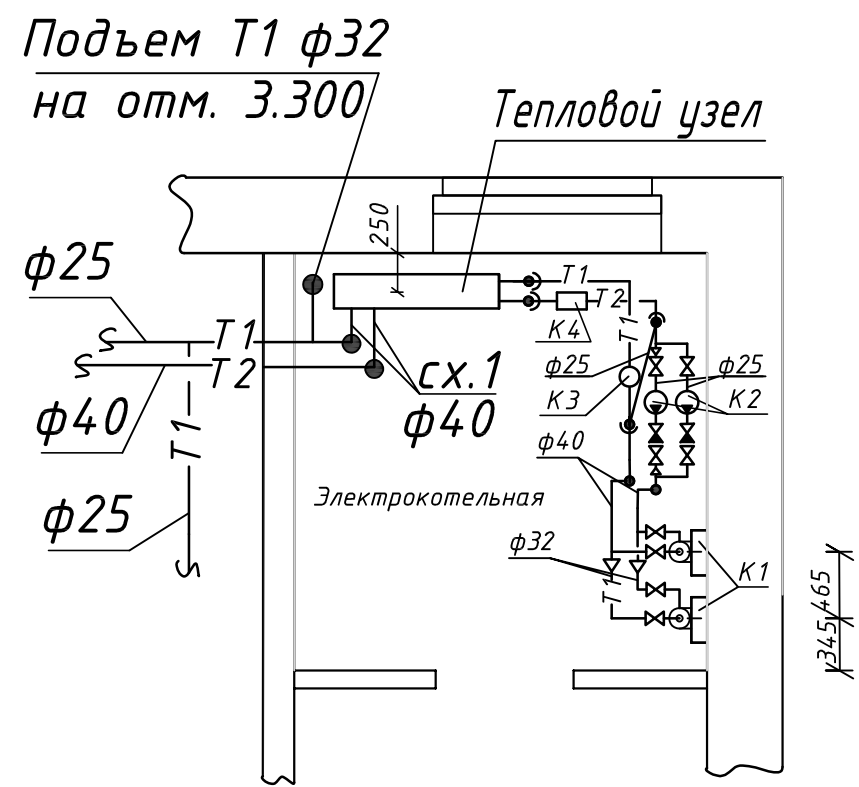 Подъем Т1 ф32
на отм. 3.300
Тепловой узел
250
ф25
Т1
Т2
К4
Т1
Т2
Т1
сх.1
ф40
ф25
ф25
К3
К2
ф40
Т1
ф40
ф25
Электрокотельная
ф32
К1
Т1
465
345